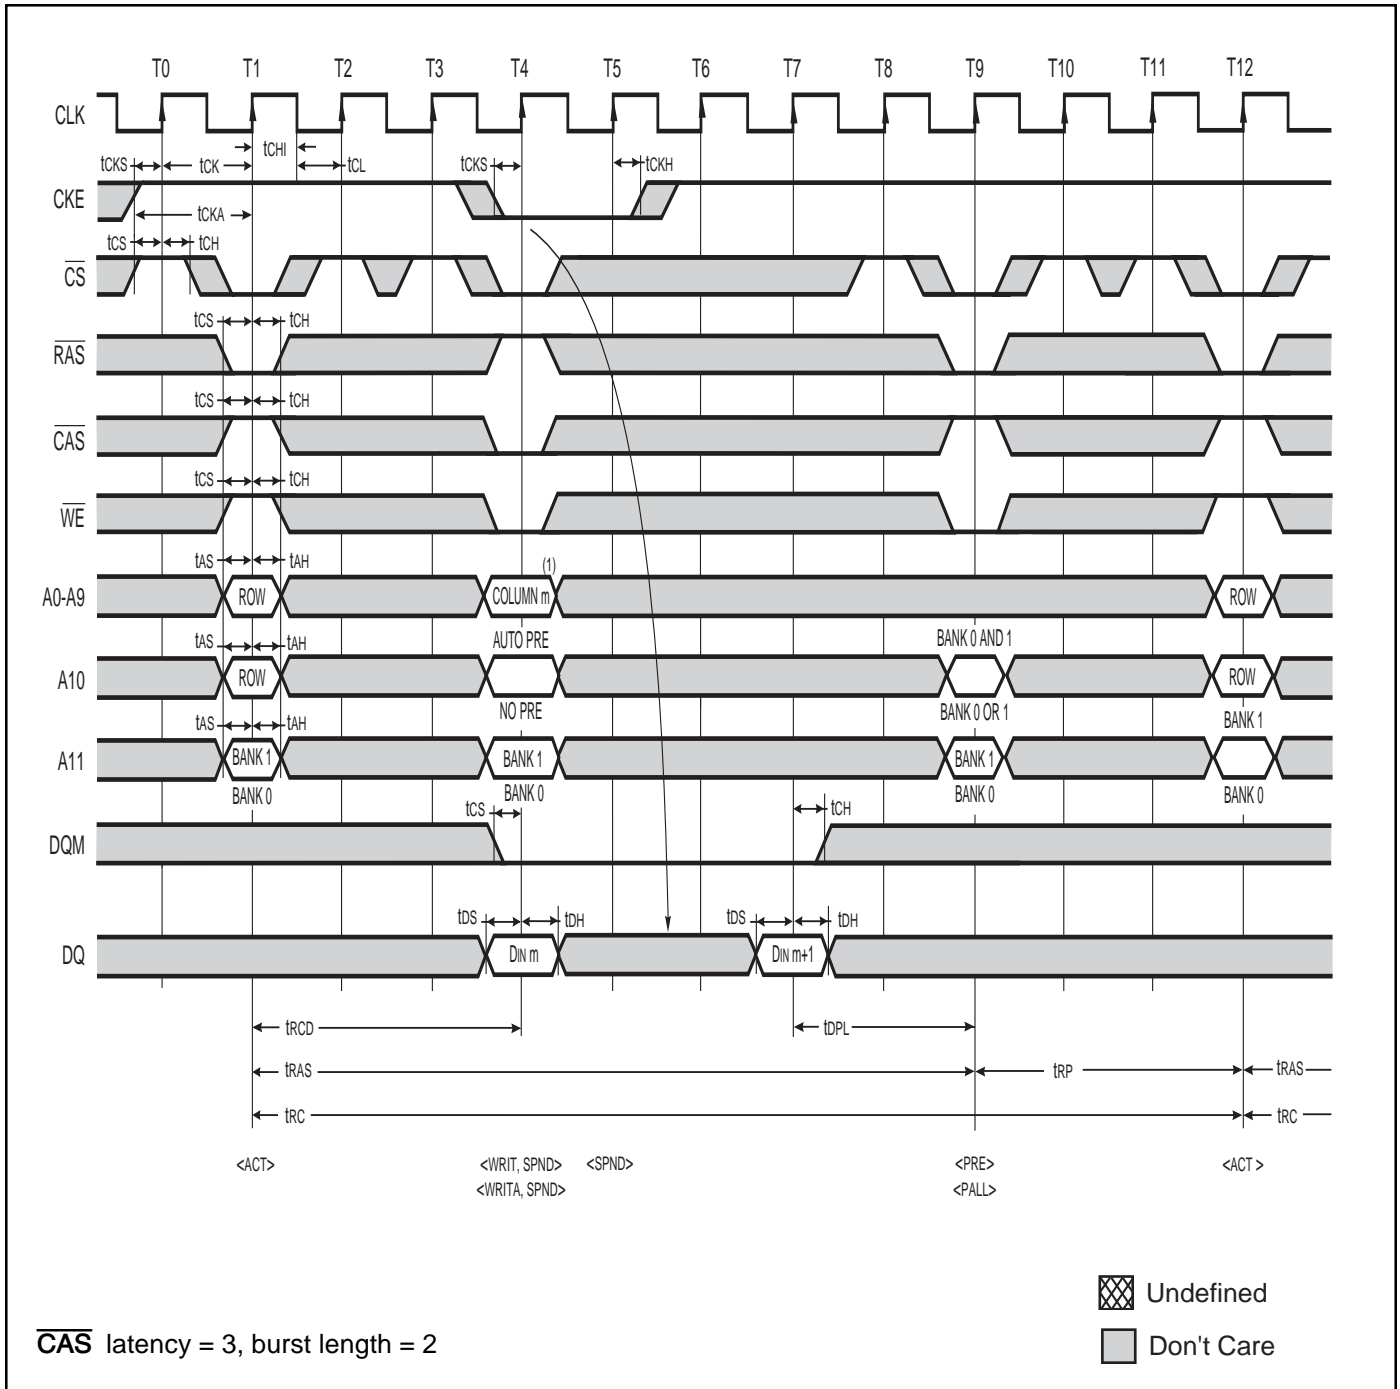 T0 T1 T2 T3 T4 T5 T6 T7 T8 T9 T10 T11 T12
CLK
tCHI
tCKS tCK tCL tCKS tCKH
CKE
tCKA
tCS tCH
CS
tCS tCH
RAS
tCS tCH
CAS
tCS tCH
WE
tAS tAH (1)
A0-A9 ROW COLUMN m ROW
tAS tAH AUTO PRE BANK 0 AND 1
A10 ROW ROW
NO PRE BANK 0 OR 1 BANK 1
tAS tAH
A11 BANK 1 BANK 1 BANK 1
BANK 0 BANK 0 BANK 0 BANK 0
tCS tCH
DQM
tDS tDH tDS tDH
DQ DIN m DIN m+1
tRCD tDPL
tRAS tRP tRAS
tRC tRC
<ACT> <WRIT, SPND> <SPND> <PRE> <ACT >
<WRITA, SPND> <PALL>
Undefined
CAS latency = 3, burst length = 2
Don't Care